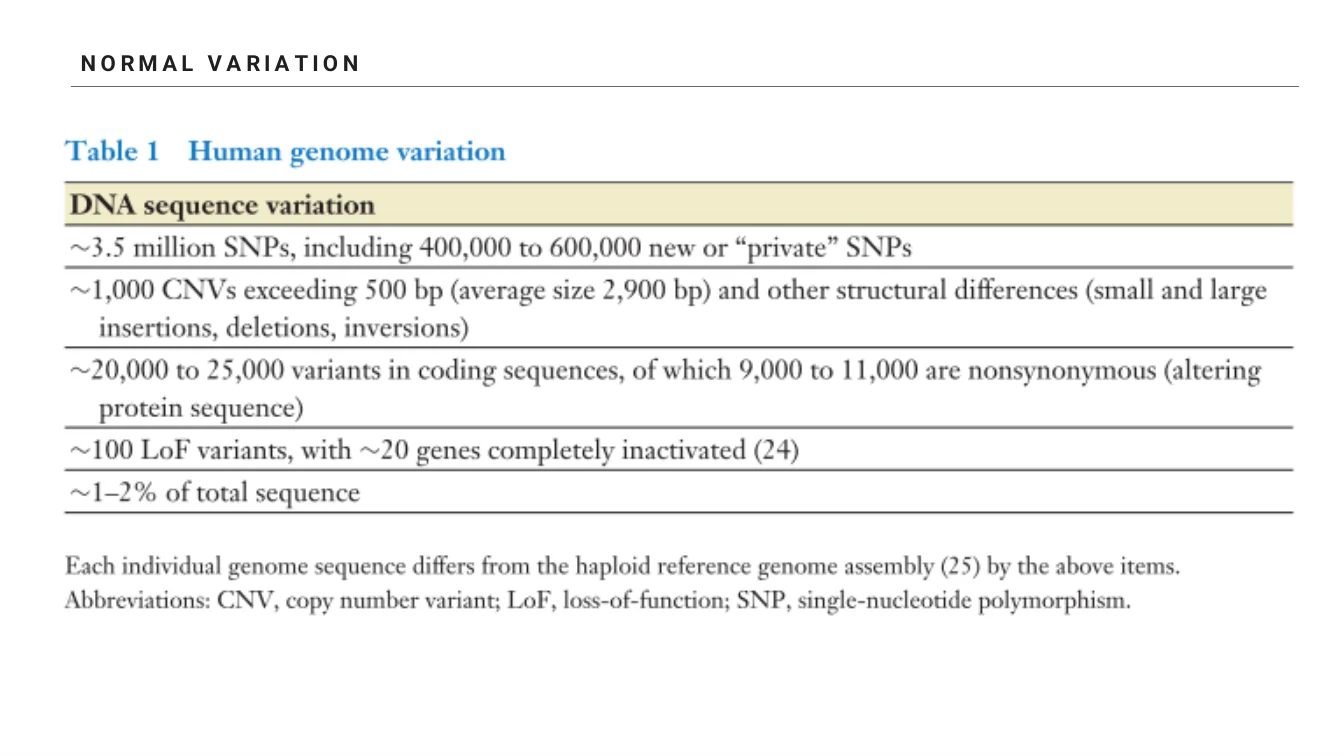 NORMAL VARIATION
Table 1 Human genome variation
DNA sequence variation
∼3.5 million SNPs, including 400,000 to 600,000 new or “private” SNPs
∼1,000 CNVs exceeding 500 bp (average size 2,900 bp) and other structural differences (small and large
insertions, deletions, inversions)
∼20,000 to 25,000 variants in coding sequences, of which 9,000 to 11,000 are nonsynonymous (altering
protein sequence)
∼100 LoF variants, with ∼20 genes completely inactivated (24)
∼1–2% of total sequence
Each individual genome sequence differs from the haploid reference genome assembly (25) by the above items.
Abbreviations: CNV, copy number variant; LoF, loss-of-function; SNP, single-nucleotide polymorphism.